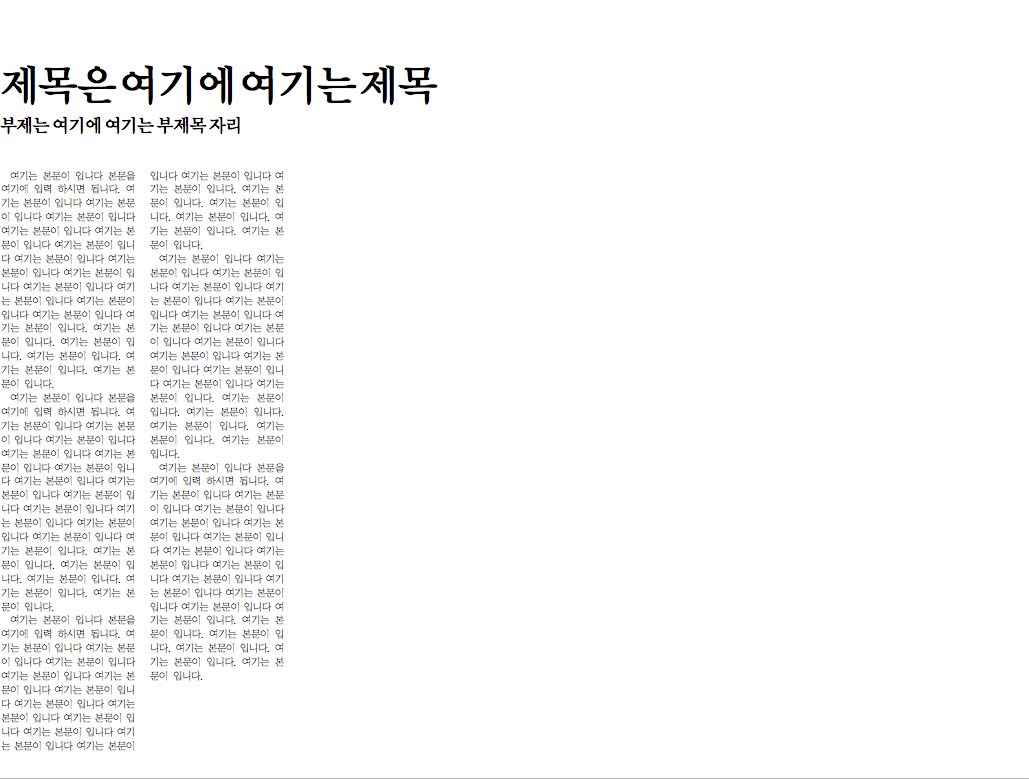 제목은 여기에 여기는 제목
부제는 여기에 여기는 부제목 자리
여기는 본문이 입니다 본문을
여기에 입력 하시면 됩니다. 여
기는 본문이 입니다 여기는 본문
이 입니다 여기는 본문이 입니다
여기는 본문이 입니다 여기는 본
문이 입니다 여기는 본문이 입니
다 여기는 본문이 입니다 여기는
본문이 입니다 여기는 본문이 입
니다 여기는 본문이 입니다 여기
는 본문이 입니다 여기는 본문이
입니다 여기는 본문이 입니다 여
기는 본문이 입니다. 여기는 본
문이 입니다. 여기는 본문이 입
니다. 여기는 본문이 입니다. 여
기는 본문이 입니다. 여기는 본
문이 입니다.
여기는 본문이 입니다 본문을
여기에 입력 하시면 됩니다. 여
기는 본문이 입니다 여기는 본문
이 입니다 여기는 본문이 입니다
여기는 본문이 입니다 여기는 본
문이 입니다 여기는 본문이 입니
다 여기는 본문이 입니다 여기는
본문이 입니다 여기는 본문이 입
니다 여기는 본문이 입니다 여기
는 본문이 입니다 여기는 본문이
입니다 여기는 본문이 입니다 여
기는 본문이 입니다. 여기는 본
문이 입니다. 여기는 본문이 입
니다. 여기는 본문이 입니다. 여
기는 본문이 입니다. 여기는 본
문이 입니다.
여기는 본문이 입니다 본문을
여기에 입력 하시면 됩니다. 여
기는 본문이 입니다 여기는 본문
이 입니다 여기는 본문이 입니다
여기는 본문이 입니다 여기는 본
문이 입니다 여기는 본문이 입니
다 여기는 본문이 입니다 여기는
본문이 입니다 여기는 본문이 입
니다 여기는 본문이 입니다 여기
는 본문이 입니다 여기는 본문이
입니다 여기는 본문이 입니다 여
기는 본문이 입니다. 여기는 본
문이 입니다. 여기는 본문이 입
니다. 여기는 본문이 입니다. 여
기는 본문이 입니다. 여기는 본
문이 입니다.
여기는 본문이 입니다 여기는
본문이 입니다 여기는 본문이 입
니다 여기는 본문이 입니다 여기
는 본문이 입니다 여기는 본문이
입니다 여기는 본문이 입니다 여
기는 본문이 입니다 여기는 본문
이 입니다 여기는 본문이 입니다
여기는 본문이 입니다 여기는 본
문이 입니다 여기는 본문이 입니
다 여기는 본문이 입니다 여기는
본문이 입니다. 여기는 본문이
입니다. 여기는 본문이 입니다.
여기는 본문이 입니다. 여기는
본문이 입니다. 여기는 본문이
입니다.
여기는 본문이 입니다 본문을
여기에 입력 하시면 됩니다. 여
기는 본문이 입니다 여기는 본문
이 입니다 여기는 본문이 입니다
여기는 본문이 입니다 여기는 본
문이 입니다 여기는 본문이 입니
다 여기는 본문이 입니다 여기는
본문이 입니다 여기는 본문이 입
니다 여기는 본문이 입니다 여기
는 본문이 입니다 여기는 본문이
입니다 여기는 본문이 입니다 여
기는 본문이 입니다. 여기는 본
문이 입니다. 여기는 본문이 입
니다. 여기는 본문이 입니다. 여
기는 본문이 입니다. 여기는 본
문이 입니다.